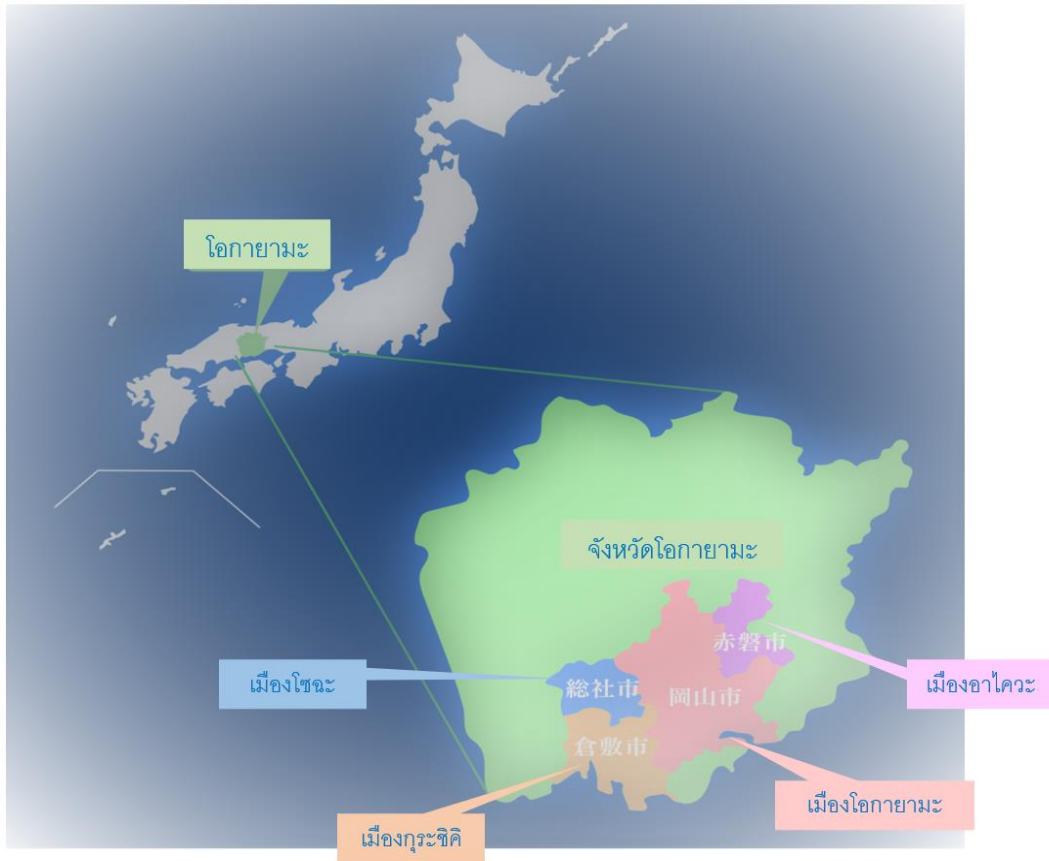 โอกายามะ
จังหวัดโอกายามะ
赤磐市
เมืองโซฉะ
総社市
岡山市
เมืองอาไควะ
倉敷市
เมืองโอกายามะ
เมืองกุระซิคิ